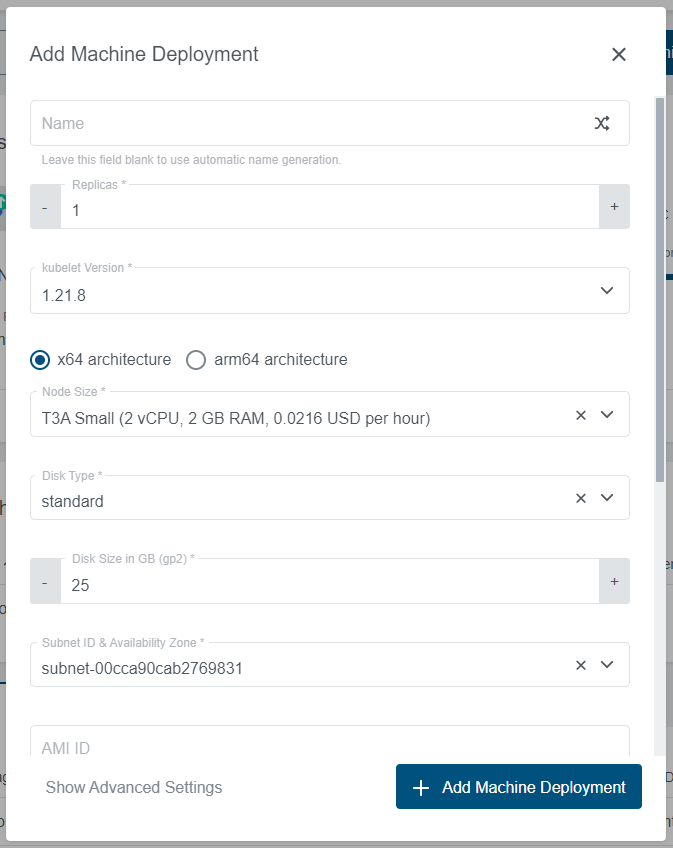 Add Machine Deployment
Name
Leave this field blank to use automatic name generation.
Replicas *
-
1
+
kubelet Version *
1.21.8
x64 architecture
arm64 architecture
Node Size *
T3A Small (2 vCPU, 2 GB RAM, 0.0216 USD per hour)
Disk Type *
standard
Disk Size in GB (gp2) *
-
25
+
Subnet ID & Availability Zone *
subnet-00cca90cab2769831
AMI ID
Show Advanced Settings
Add Machine Deployment